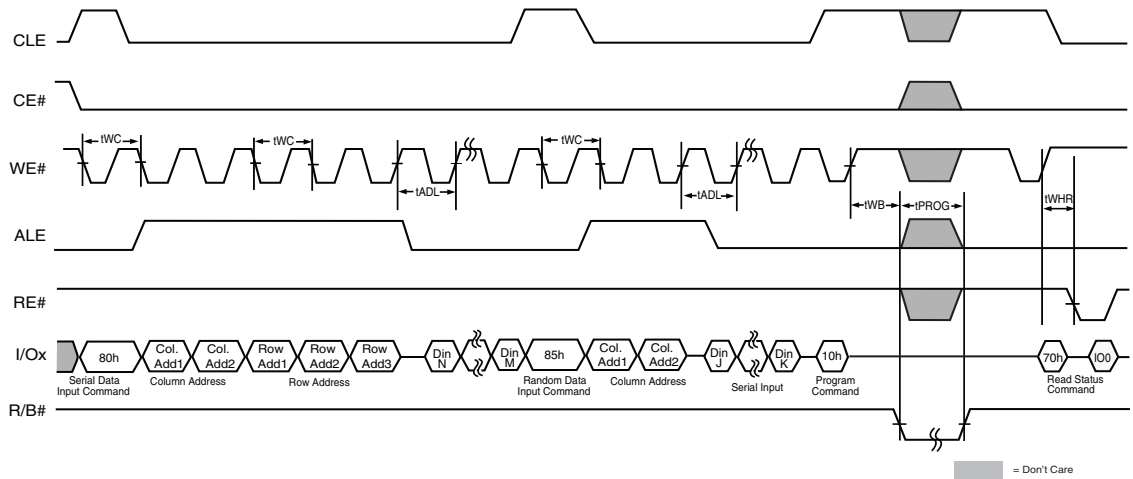 CLE
CE#
tWC tWC tWC
WE#
tADL tADL
tWB tPROG tWHR
ALE
RE#
I/Ox 80h Col. Add1 Col. Add2 Row Add1 Row Add2 Row Add3 Din N Din M 85h Col. Add1 Col. Add2 Din J Din K 10h 70h IO0
Serial Data Input Command Column Address Row Address Random Data Input Command Column Address Serial Input Program Command Read Status Command
R/B#
= Don't Care